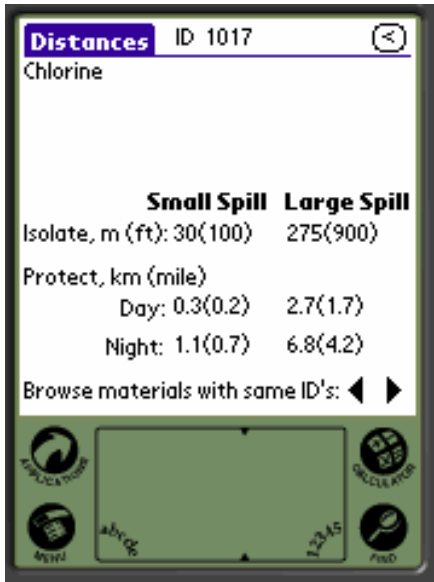 Distances ID 1017 <
Chlorine
Small Spill Large Spill
Isolate, m (ft): 30(100) 275(900)
Protect, km (mile)
Day: 0.3(0.2) 2.7(1.7)
Night: 1.1(0.7) 6.8(4.2)
Browse materials with same ID's:
APPLICATIONS CALCULATOR
abcde 12345
MENU FIND